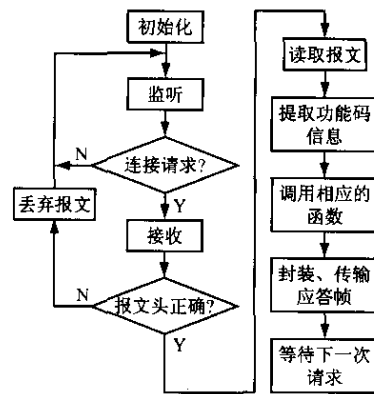 初始化
监听
N
连接请求?
Y
丢弃报文
接收
N
报文头正确?
Y
读取报文
提取功能码
信息
调用相应的
函数
封装、传输
应答帧
等待下一次
请求